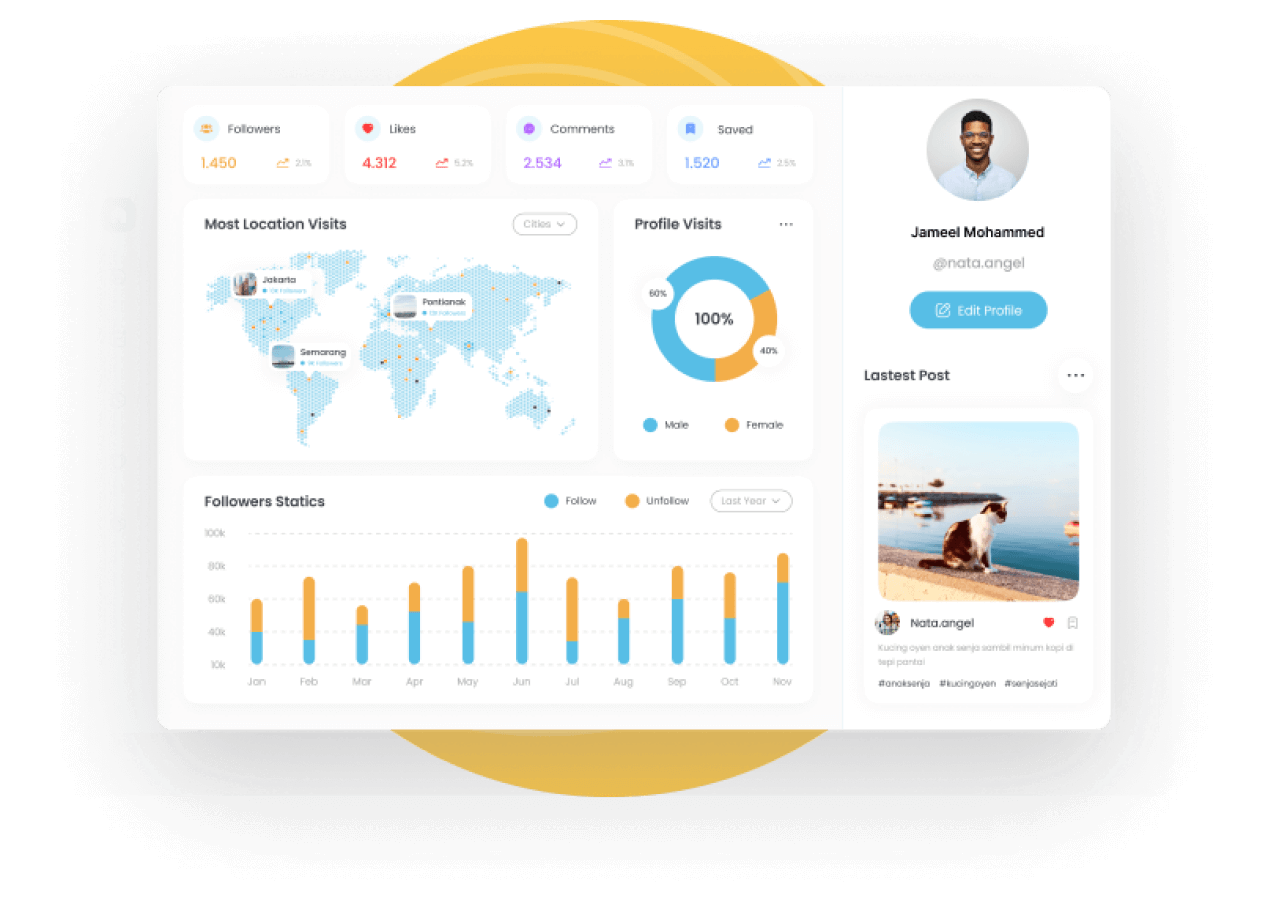 Followers
1.450
2,1%
Likes
4.312
5.2%
Comments
2.534
3,1%
Saved
1.520
2.5%
Most Location Visits
Cities
Jakarta
Followers
Pontianak
Followers
Semarang
Followers
Profile Visits
60%
100%
40%
Male
Female
Followers Statics
Follow
Unfollow
Last Year
100k
80k
60k
40k
10k
Jan Feb Mar Apr May Jun Jul Aug Sep Oct Nov
Jameel Mohammed
@nata.angel
Edit Profile
Lastest Post
Nata.angel
Kucing oyen anak senja sambil minum kopi di
tepi pantai
#anaksenja #kucingoyen #senjasejati